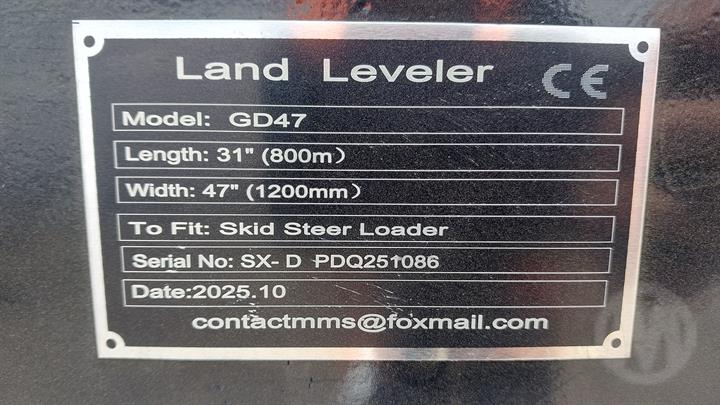 Land Leveler CE
Model: GD47
Length: 31" (800m)
Width: 47" (1200mm)
To Fit: Skid Steer Loader
Serial No: SX- D PDQ251086
Date:2025.10
contactmms@foxmail.com